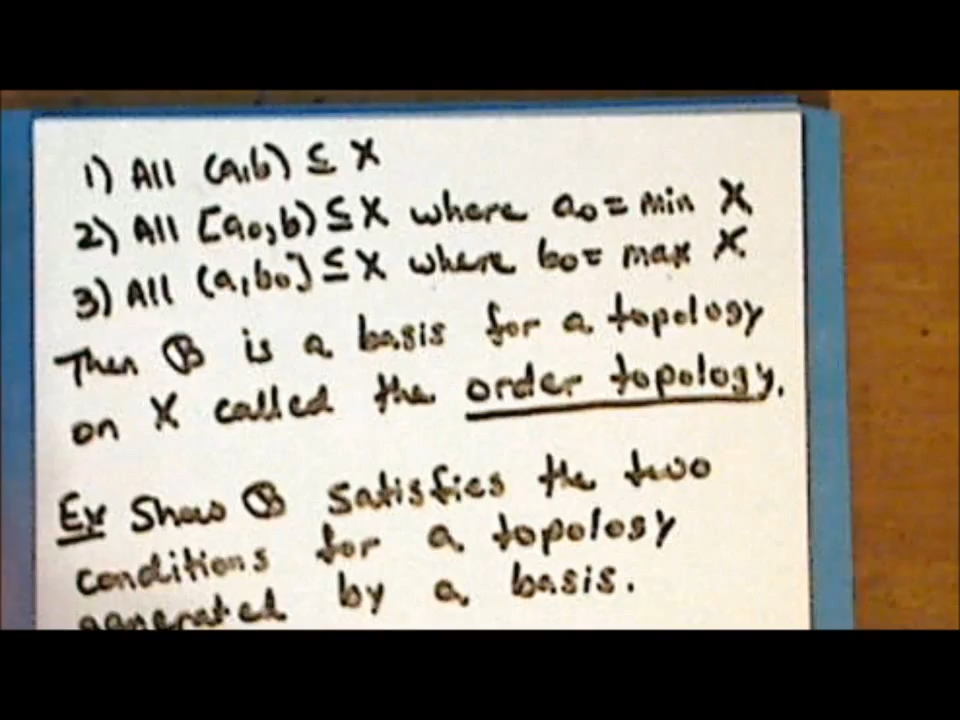 1) All (a,b) ⊆ X
2) All [a₀,b) ⊆ X where a₀ = min X
3) All (a,b₀] ⊆ X where b₀ = max X
Then B is a basis for a topology
on X called the order topology.
Ex Show B satisfies the two
conditions for a topology
generated by a basis.